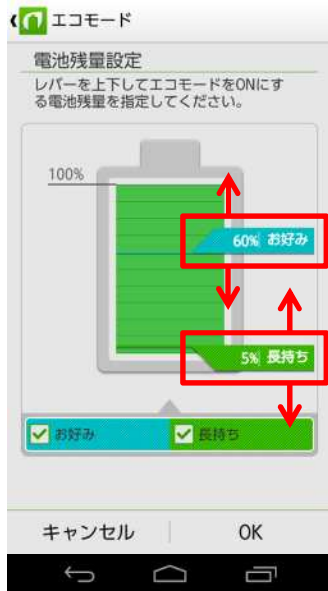 エコモード
電池残量設定
レバーを上下してエコモードをONにす
る電池残量を指定してください。
100%
60% お好み
5% 長持ち
お好み 長持ち
キャンセル OK